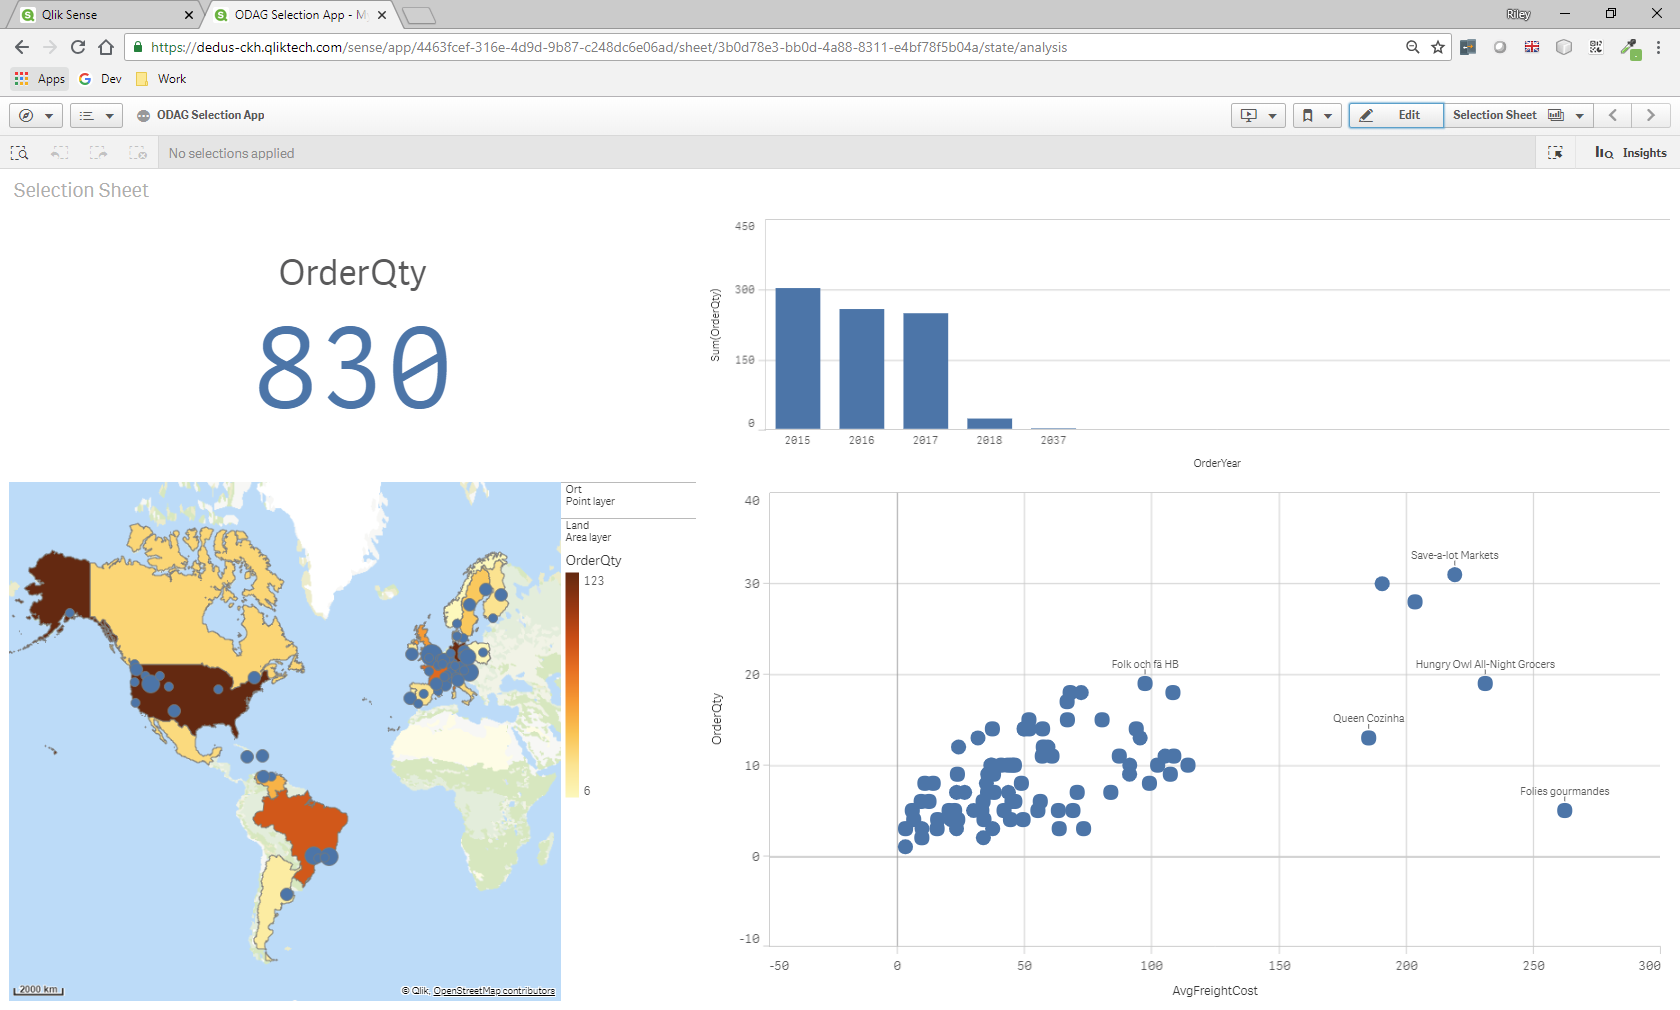 Qlik Sense
ODAG Selection App - M
Riley
https://dedus-ckh.qliktech.com/sense/app/4463fcef-316e-4d9d-9b87-c248dc6e06ad/sheet/3b0d78e3-bb0d-4a88-8311-e4bf78f5b04a/state/analysis
Apps
Dev
Work
ODAG Selection App
Edit
Selection Sheet
No selections applied
Insights
Selection Sheet
OrderQty
830
450
300
150
0
Sum(OrderQty)
2015
2016
2017
2018
2037
OrderYear
Ort
Point layer
Land
Area layer
OrderQty
123
6
2000 km
© Qlik, OpenStreetMap contributors
40
30
20
10
0
-10
OrderQty
Save-a-lot Markets
Folk och fä HB
Hungry Owl All-Night Grocers
Queen Cozinha
Folies gourmandes
-50
0
50
100
150
200
250
300
AvgFreightCost